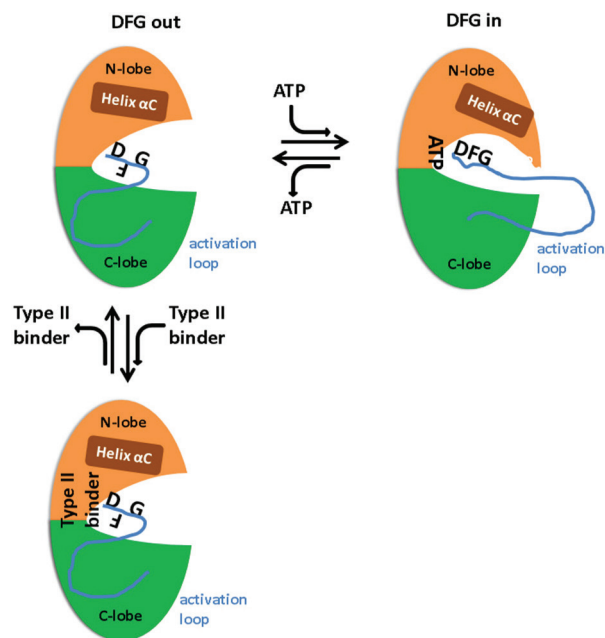 DFG out
DFG in
N-lobe
Helix αC
D G
F
C-lobe
activation
loop
ATP
ATP
N-lobe
Helix αC
ATP
DFG
C-lobe
activation
loop
Type II
binder
Type II
binder
N-lobe
Helix αC
Type II
binder
D G
F
C-lobe
activation
loop